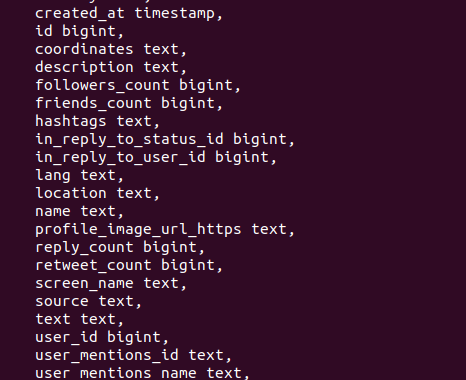 created_at timestamp,
id bigint,
coordinates text,
description text,
followers_count bigint,
friends_count bigint,
hashtags text,
in_reply_to_status_id bigint,
in_reply_to_user_id bigint,
lang text,
location text,
name text,
profile_image_url_https text,
reply_count bigint,
retweet_count bigint,
screen_name text,
source text,
text text,
user_id bigint,
user_mentions_id text,
user_mentions_name text,